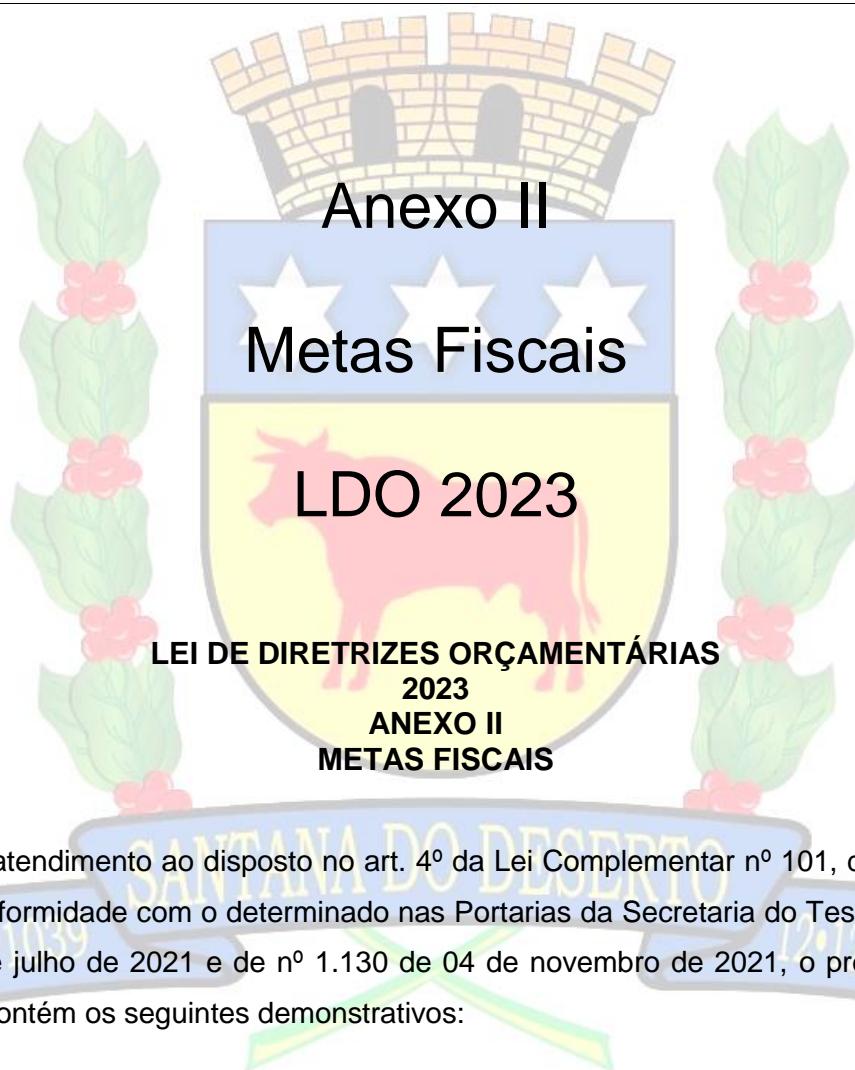 Anexo II
Metas Fiscais
LDO 2023
LEI DE DIRETRIZES ORÇAMENTÁRIAS
2023
ANEXO II
METAS FISCAIS
SANTANA DO DESERTO
atendimento ao disposto no art. 4º da Lei Complementar nº 101,
formidade com o determinado nas Portarias da Secretaria do Tes
1039
julho de 2021 e de nº 1.130 de 04 de novembro de 2021, o pr
ontém os seguintes demonstrativos: